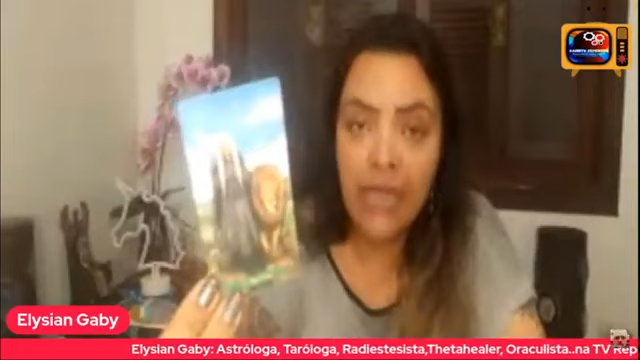 Elysian Gaby
Elysian Gaby: Astróloga, Taróloga, Radiestesista,Thetahealer, Oraculista..na TV Rep